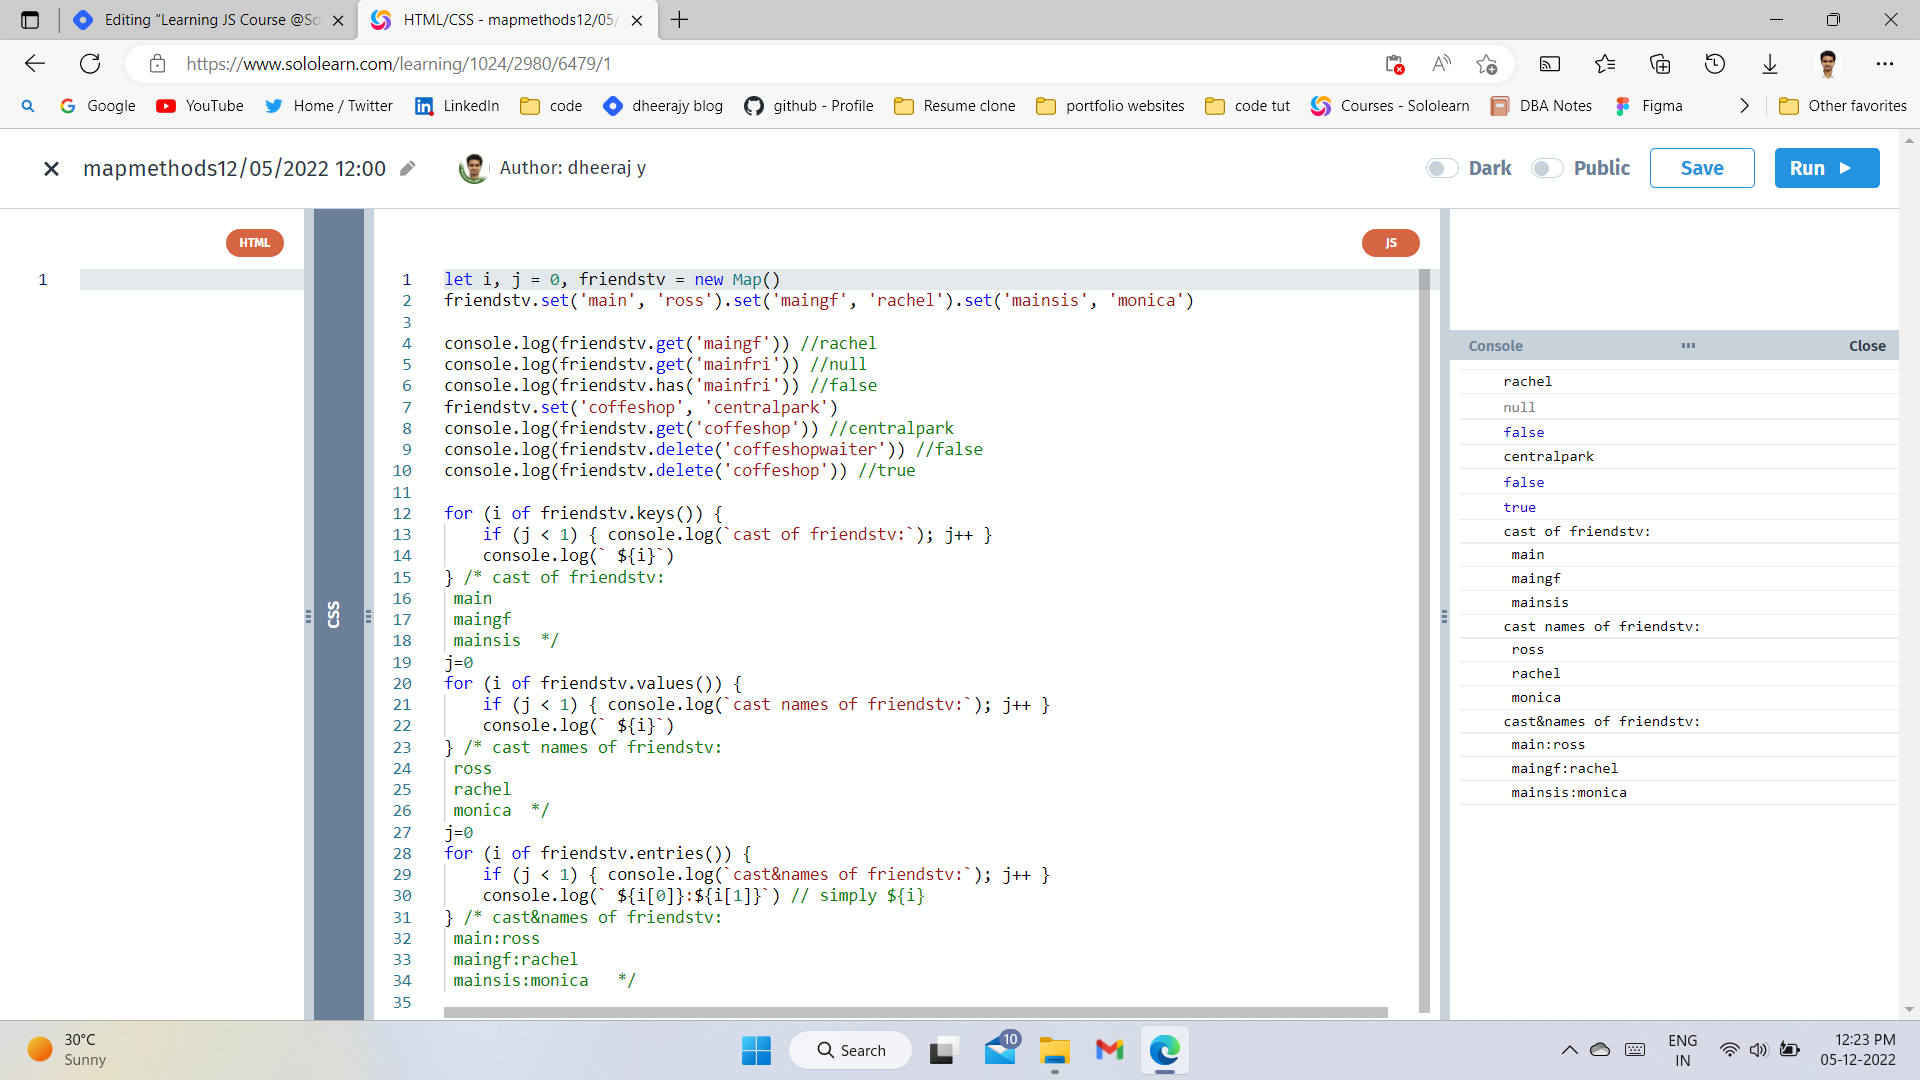 Editing "Learning JS Course @So
HTML/CSS - mapmethods12/05/
https://www.sololearn.com/learning/1024/2980/6479/1
Google
YouTube
Home / Twitter
LinkedIn
code
dheerajy blog
github - Profile
Resume clone
portfolio websites
code tut
Courses - Sololearn
DBA Notes
Figma
Other favorites
mapmethods12/05/2022 12:00
Author: dheeraj y
Dark
Public
Save
Run
HTML
1
CSS
JS
1 let i, j = 0, friendstv = new Map()
2 friendstv.set('main', 'ross').set('maingf', 'rachel').set('mainsis', 'monica')
3
4 console.log(friendstv.get('maingf')) //rachel
5 console.log(friendstv.get('mainfri')) //null
6 console.log(friendstv.has('mainfri')) //false
7 friendstv.set('coffeshop', 'centralpark')
8 console.log(friendstv.get('coffeshop')) //centralpark
9 console.log(friendstv.delete('coffeshopwaiter')) //false
10 console.log(friendstv.delete('coffeshop')) //true
11
12 for (i of friendstv.keys()) {
13 if (j < 1) { console.log(`cast of friendstv:`); j++ }
14 console.log(` ${i}`)
15 } /* cast of friendstv:
16 main
17 maingf
18 mainsis */
19 j=0
20 for (i of friendstv.values()) {
21 if (j < 1) { console.log(`cast names of friendstv:`); j++ }
22 console.log(` ${i}`)
23 } /* cast names of friendstv:
24 ross
25 rachel
26 monica */
27 j=0
28 for (i of friendstv.entries()) {
29 if (j < 1) { console.log(`cast&names of friendstv:`); j++ }
30 console.log(` ${i[0]}:${i[1]}`) // simply ${i}
31 } /* cast&names of friendstv:
32 main:ross
33 maingf:rachel
34 mainsis:monica */
35
Console
Close
rachel
null
false
centralpark
false
true
cast of friendstv:
main
maingf
mainsis
cast names of friendstv:
ross
rachel
monica
cast&names of friendstv:
main:ross
maingf:rachel
mainsis:monica
30°C
Sunny
Search
10
ENG
IN
12:23 PM
05-12-2022